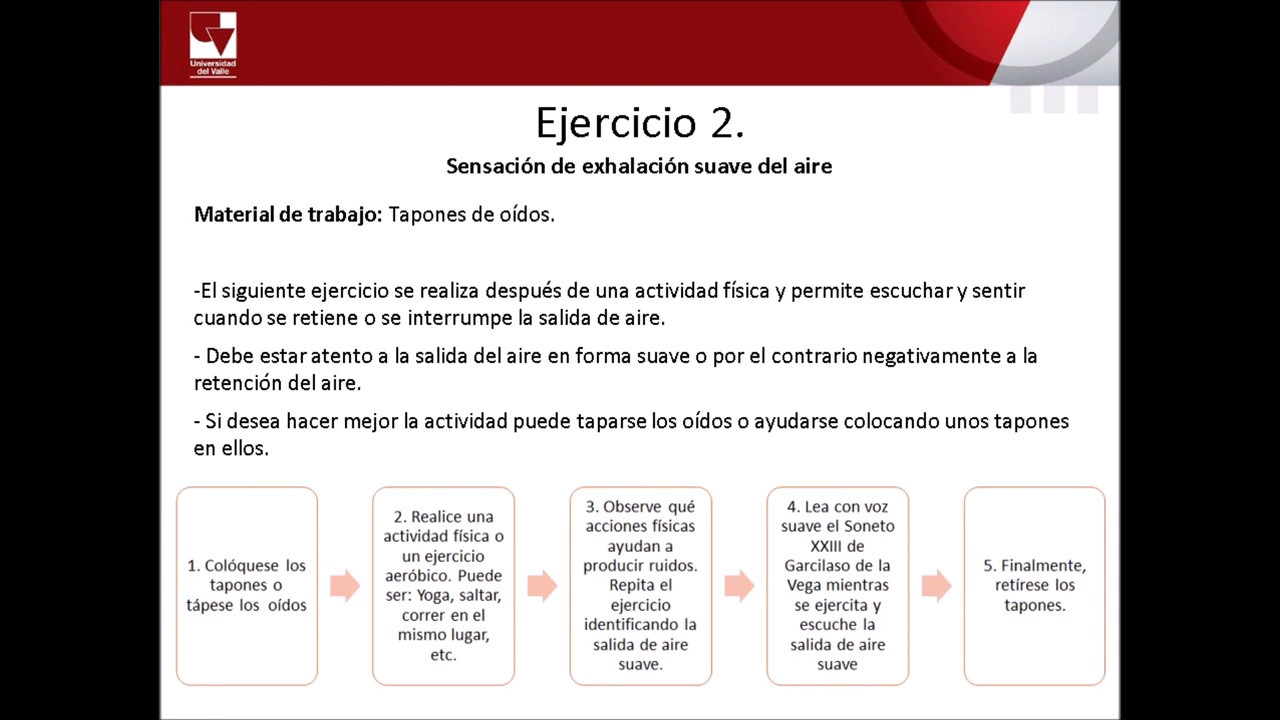 Universidad
del Valle
Ejercicio 2.
Sensación de exhalación suave del aire
Material de trabajo: Tapones de oídos.
-El siguiente ejercicio se realiza después de una actividad física y permite escuchar y sentir
cuando se retiene o se interrumpe la salida de aire.
- Debe estar atento a la salida del aire en forma suave o por el contrario negativamente a la
retención del aire.
- Si desea hacer mejor la actividad puede taparse los oídos o ayudarse colocando unos tapones
en ellos.
1. Colóquese los
tapones o
tápese los oídos
2. Realice una
actividad física o
un ejercicio
aeróbico. Puede
ser: Yoga, saltar,
correr en el
mismo lugar,
etc.
3. Observe qué
acciones físicas
ayudan a
producir ruidos.
Repita el
ejercicio
identificando la
salida de aire
suave.
4. Lea con voz
suave el Soneto
XXIII de
Garcilaso de la
Vega mientras
se ejercita y
escuche la
salida de aire
suave
5. Finalmente,
retírese los
tapones.